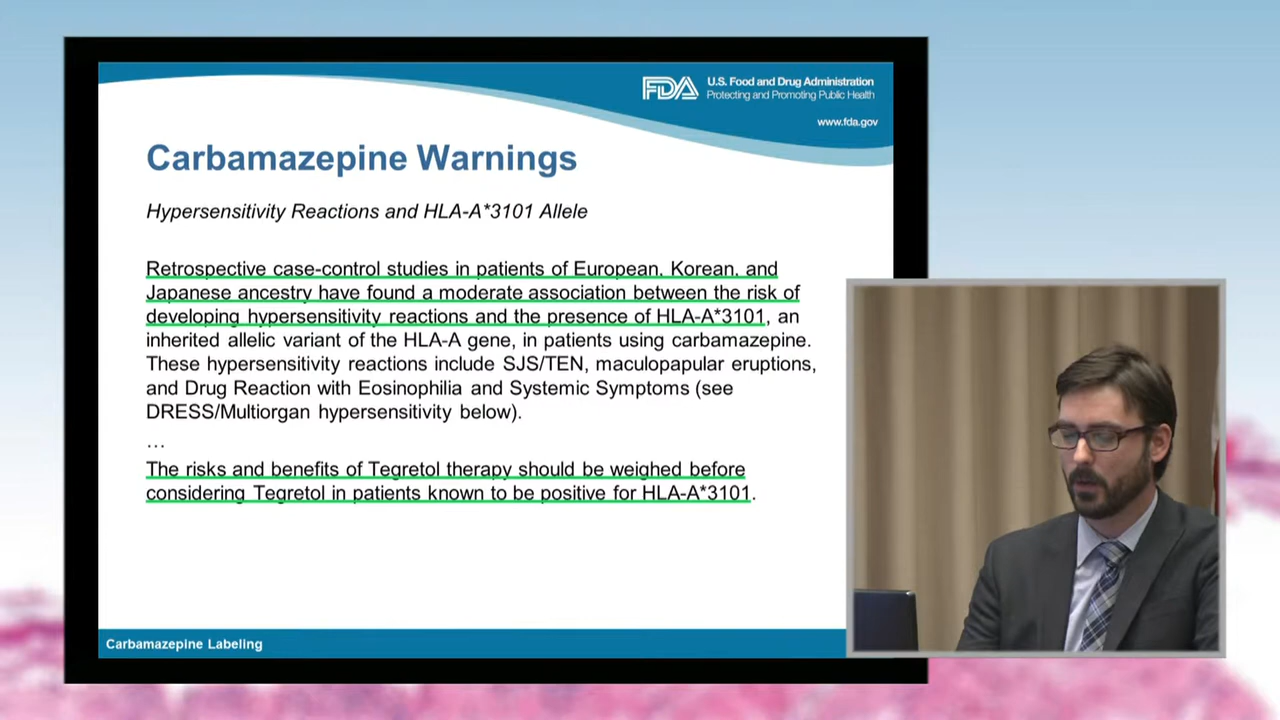 FDA
U.S. Food and Drug Administration
Protecting and Promoting Public Health
www.fda.gov
Carbamazepine Warnings
Hypersensitivity Reactions and HLA-A*3101 Allele
Retrospective case-control studies in patients of European, Korean, and
Japanese ancestry have found a moderate association between the risk of
developing hypersensitivity reactions and the presence of HLA-A*3101, an
inherited allelic variant of the HLA-A gene, in patients using carbamazepine.
These hypersensitivity reactions include SJS/TEN, maculopapular eruptions,
and Drug Reaction with Eosinophilia and Systemic Symptoms (see
DRESS/Multiorgan hypersensitivity below).
…
The risks and benefits of Tegretol therapy should be weighed before
considering Tegretol in patients known to be positive for HLA-A*3101.
Carbamazepine Labeling